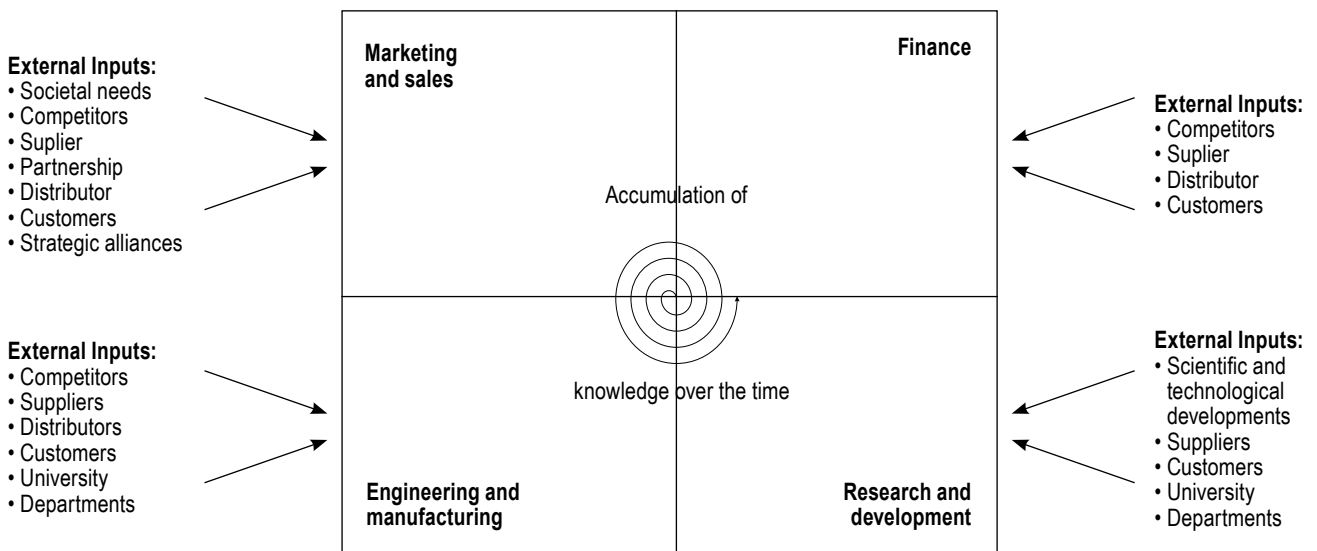 External Inputs:
• Societal needs
• Competitors
• Suplier
• Partnership
• Distributor
• Customers
• Strategic alliances
Marketing
and sales
Finance
External Inputs:
• Competitors
• Suplier
• Distributor
• Customers
Accumulation of
knowledge over the time
External Inputs:
• Competitors
• Suppliers
• Distributors
• Customers
• University
• Departments
Engineering and
manufacturing
Research and
development
External Inputs:
• Scientific and
technological
developments
• Suppliers
• Customers
• University
• Departments